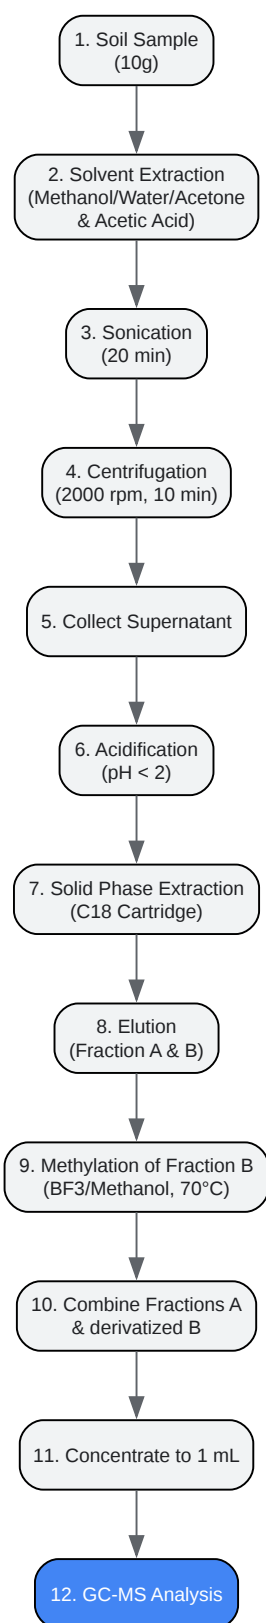 1. Soil Sample
(10g)
2. Solvent Extraction
(Methanol/Water/Acetone
& Acetic Acid)
3. Sonication
(20 min)
4. Centrifugation
(2000 rpm, 10 min)
5. Collect Supernatant
6. Acidification
(pH < 2)
7. Solid Phase Extraction
(C18 Cartridge)
8. Elution
(Fraction A & B)
9. Methylation of Fraction B
(BF3/Methanol, 70°C)
10. Combine Fractions A
& derivatized B
11. Concentrate to 1 mL
12. GC-MS Analysis